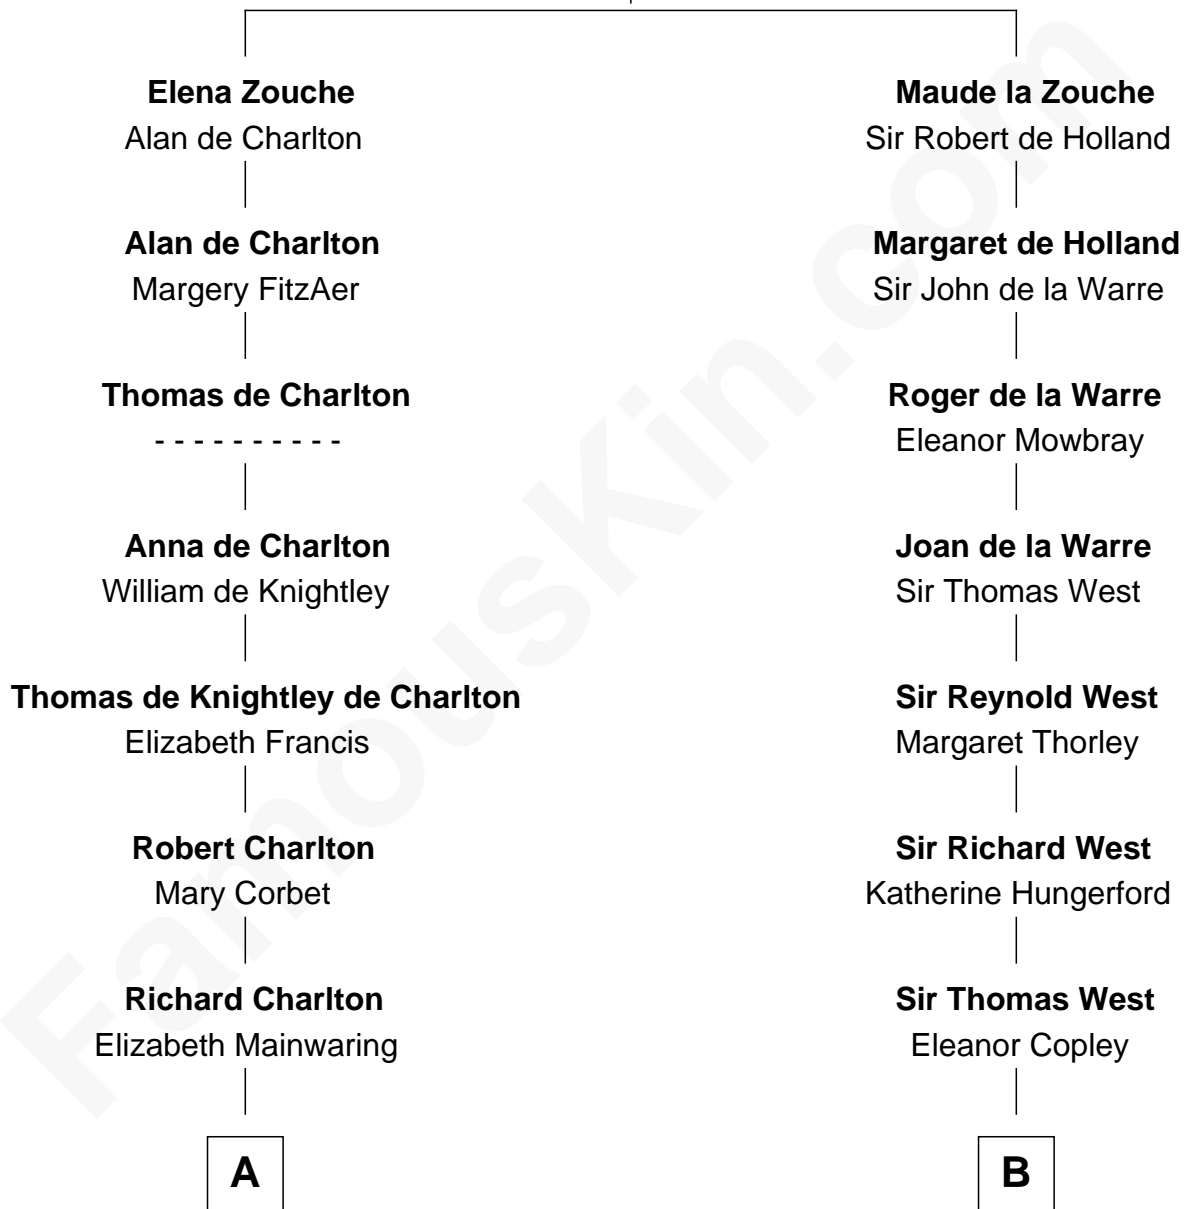 Elena Zouche
Alan de Charlton
Alan de Charlton
Margery FitzAer
Thomas de Charlton
- - - - - - - - - -
Anna de Charlton
William de Knightley
Thomas de Knightley de Charlton
Elizabeth Francis
Robert Charlton
Mary Corbet
Richard Charlton
Elizabeth Mainwaring
A
Maude la Zouche
Sir Robert de Holland
Margaret de Holland
Sir John de la Warre
Roger de la Warre
Eleanor Mowbray
Joan de la Warre
Sir Thomas West
Sir Reynold West
Margaret Thorley
Sir Richard West
Katherine Hungerford
Sir Thomas West
Eleanor Copley
B
FamousKin.com